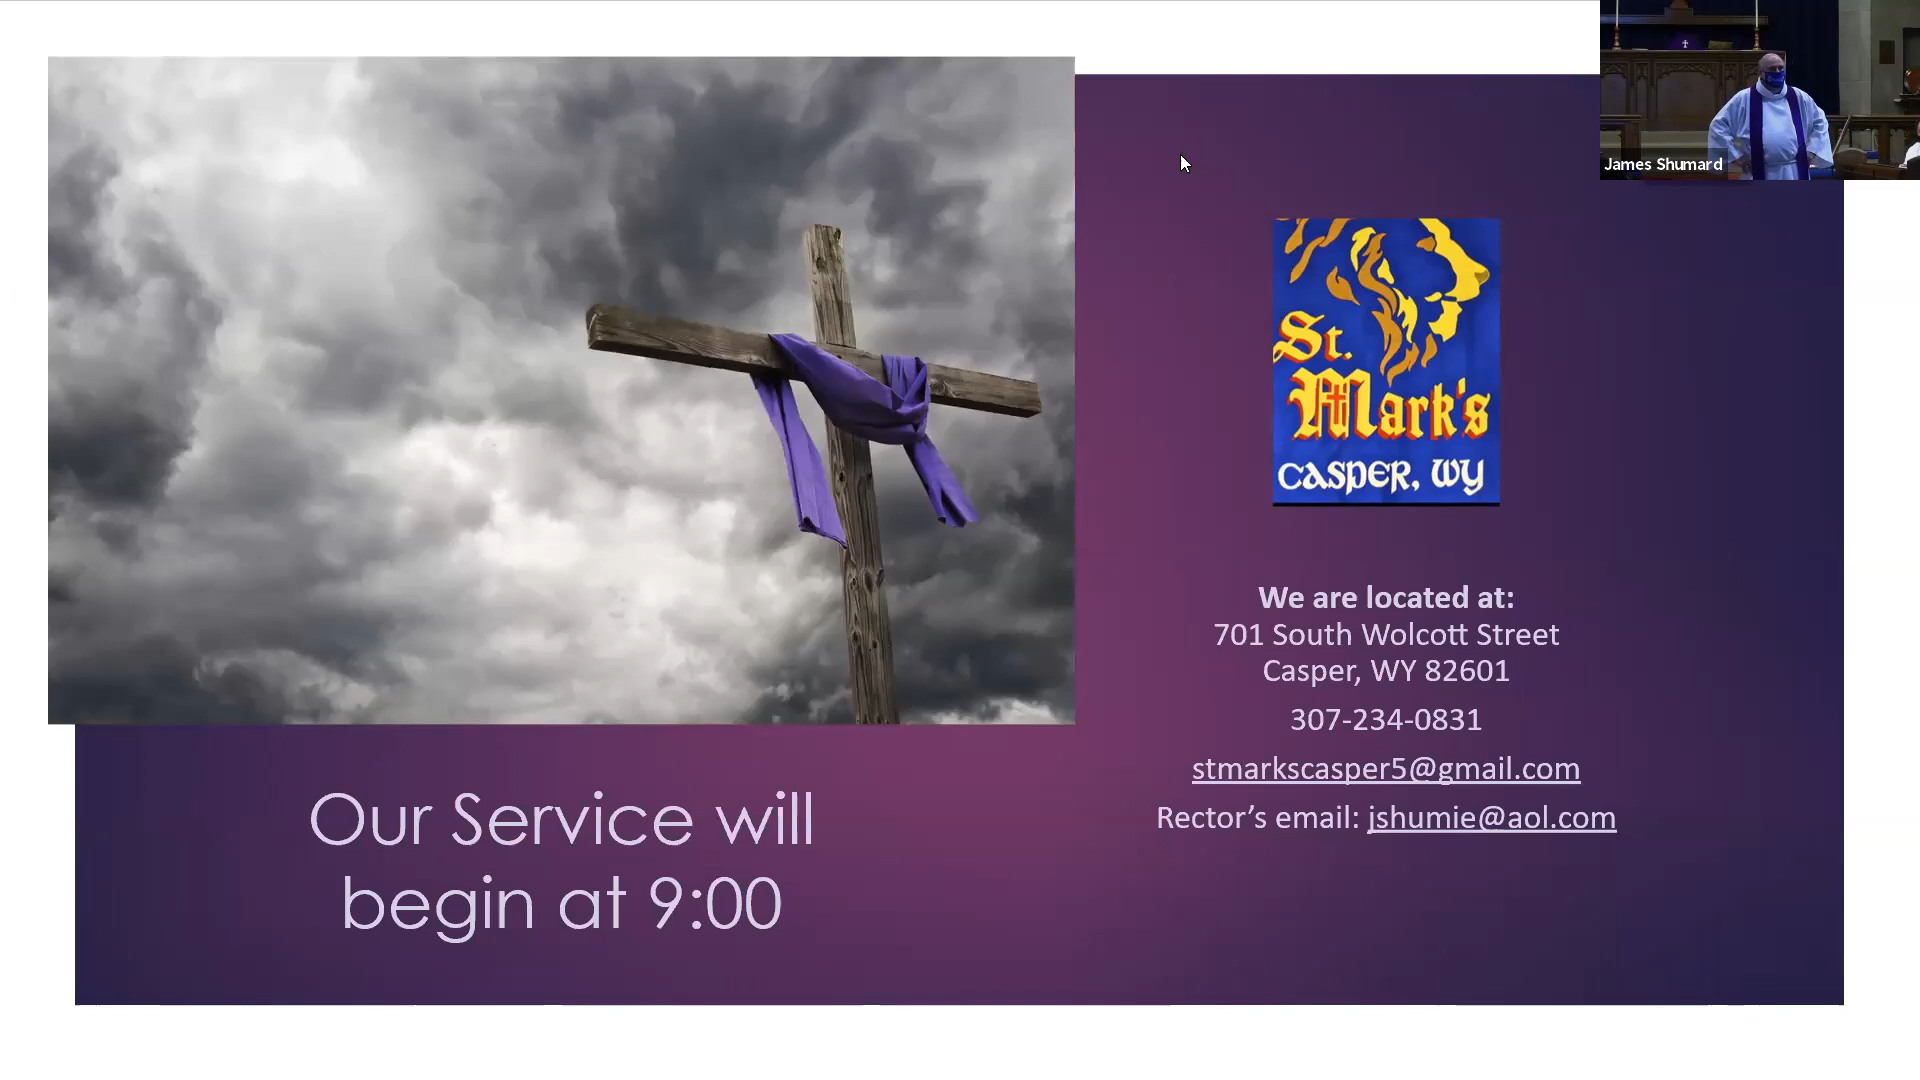 James Shumard
St.
Mark's
CASPER, WY
We are located at:
701 South Wolcott Street
Casper, WY 82601
307-234-0831
stmarkscasper5@gmail.com
Rector’s email: jshumie@aol.com
Our Service will
begin at 9:00